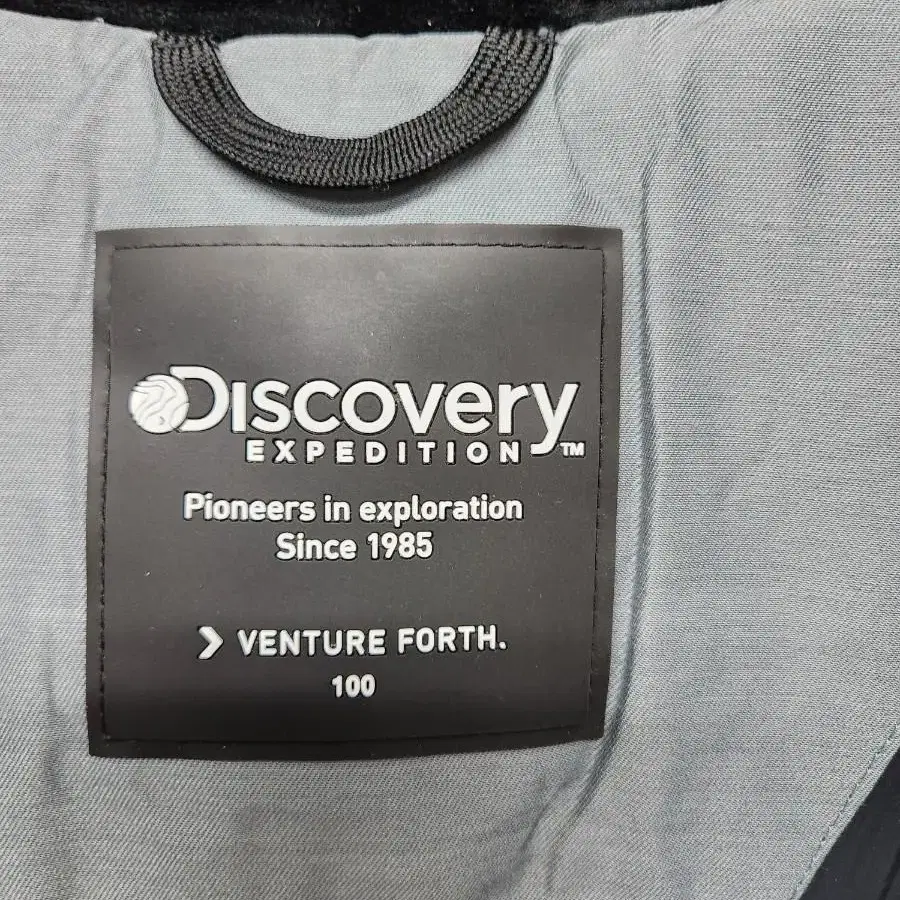 Discovery
EXPEDITION™
Pioneers in exploration
Since 1985
❯ VENTURE FORTH.
100